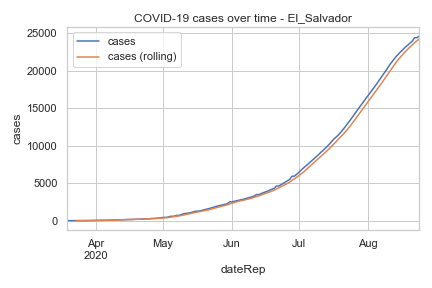 COVID-19 cases over time - El_Salvador
cases
cases (rolling)
25000
20000
15000
10000
5000
0
cases
Apr
2020
May
Jun
Jul
Aug
dateRep